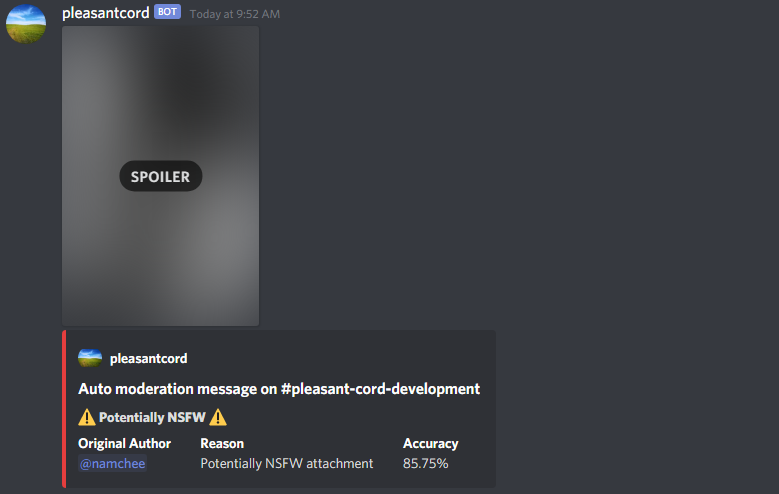 pleasantcord BOT Today at 9:52 AM
SPOILER
pleasantcord
Auto moderation message on #pleasant-cord-development
⚠️ Potentially NSFW ⚠️
Original Author Reason Accuracy
@namchee Potentially NSFW attachment 85.75%